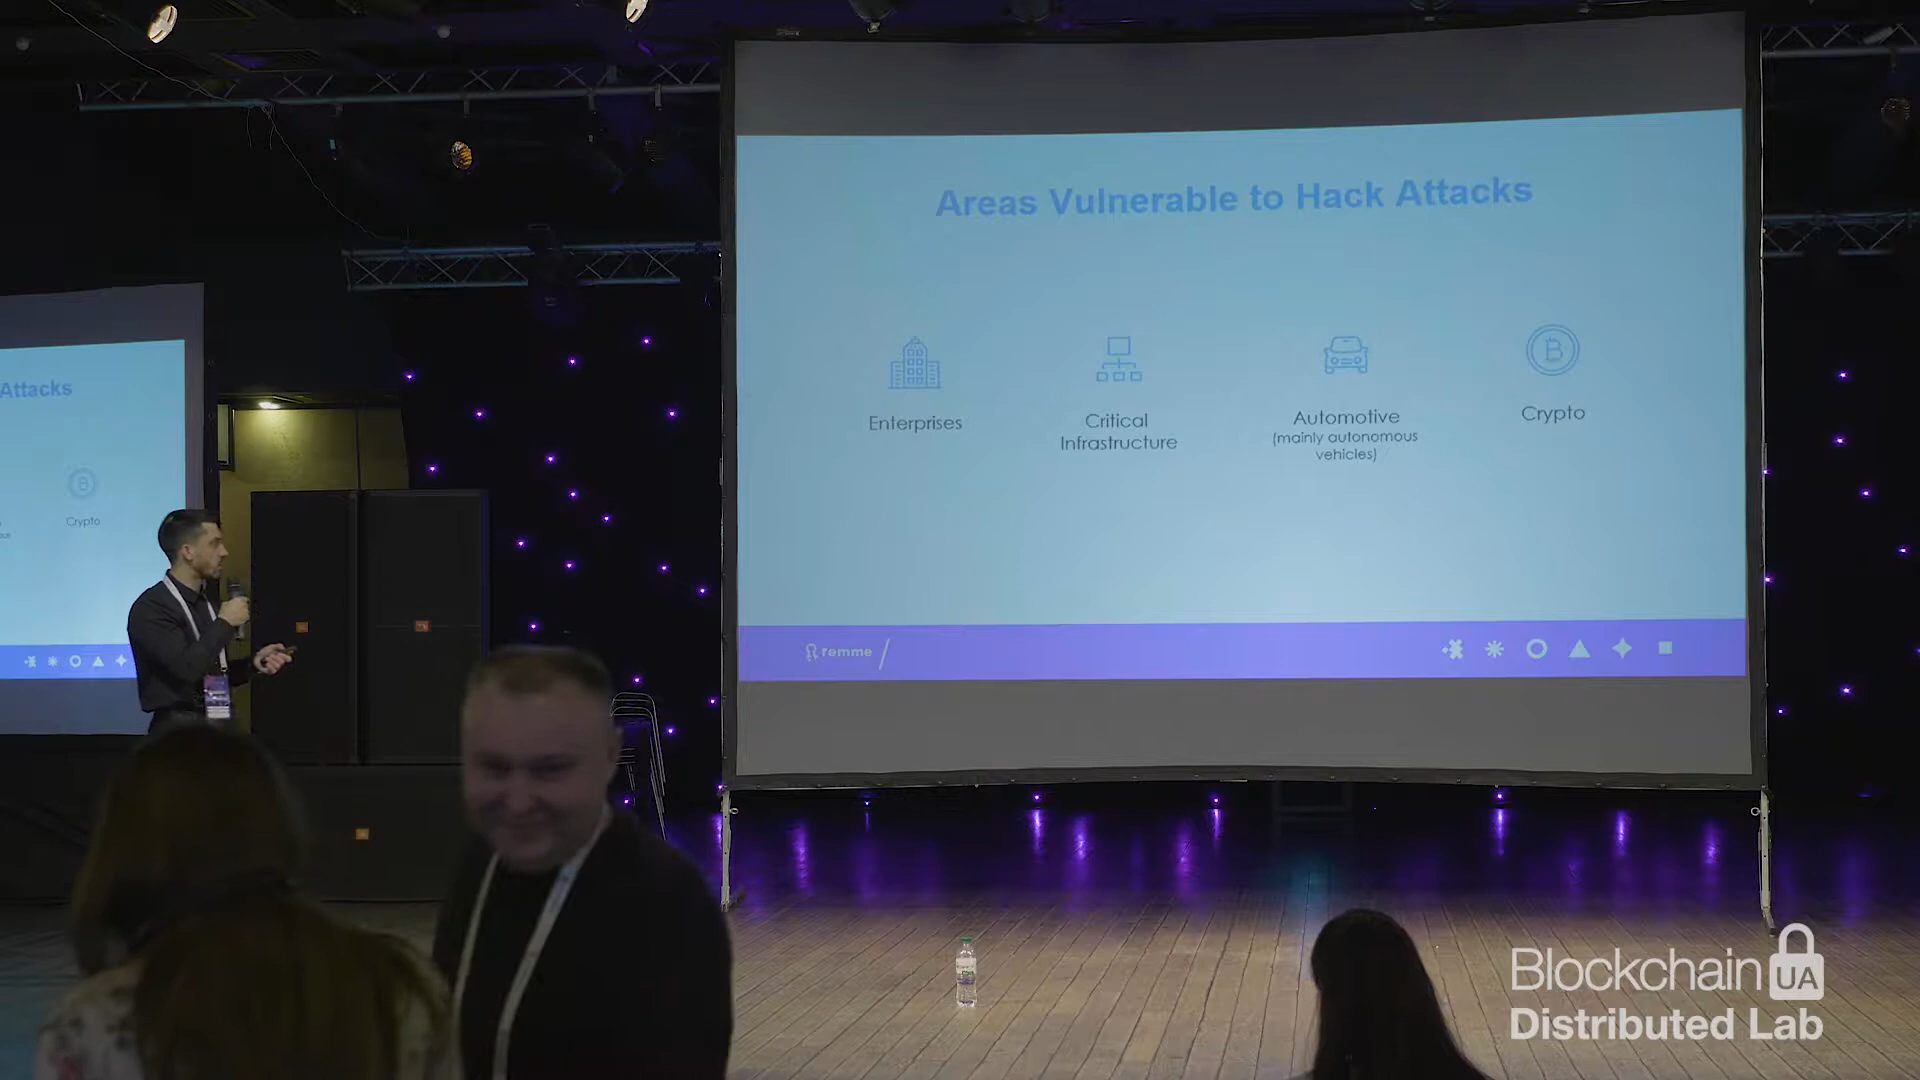 Areas Vulnerable to Hack Attacks
Enterprises
Critical
Infrastructure
Automotive
(mainly autonomous
vehicles)
Crypto
remme
Attacks
Crypto
Blockchain UA
Distributed Lab